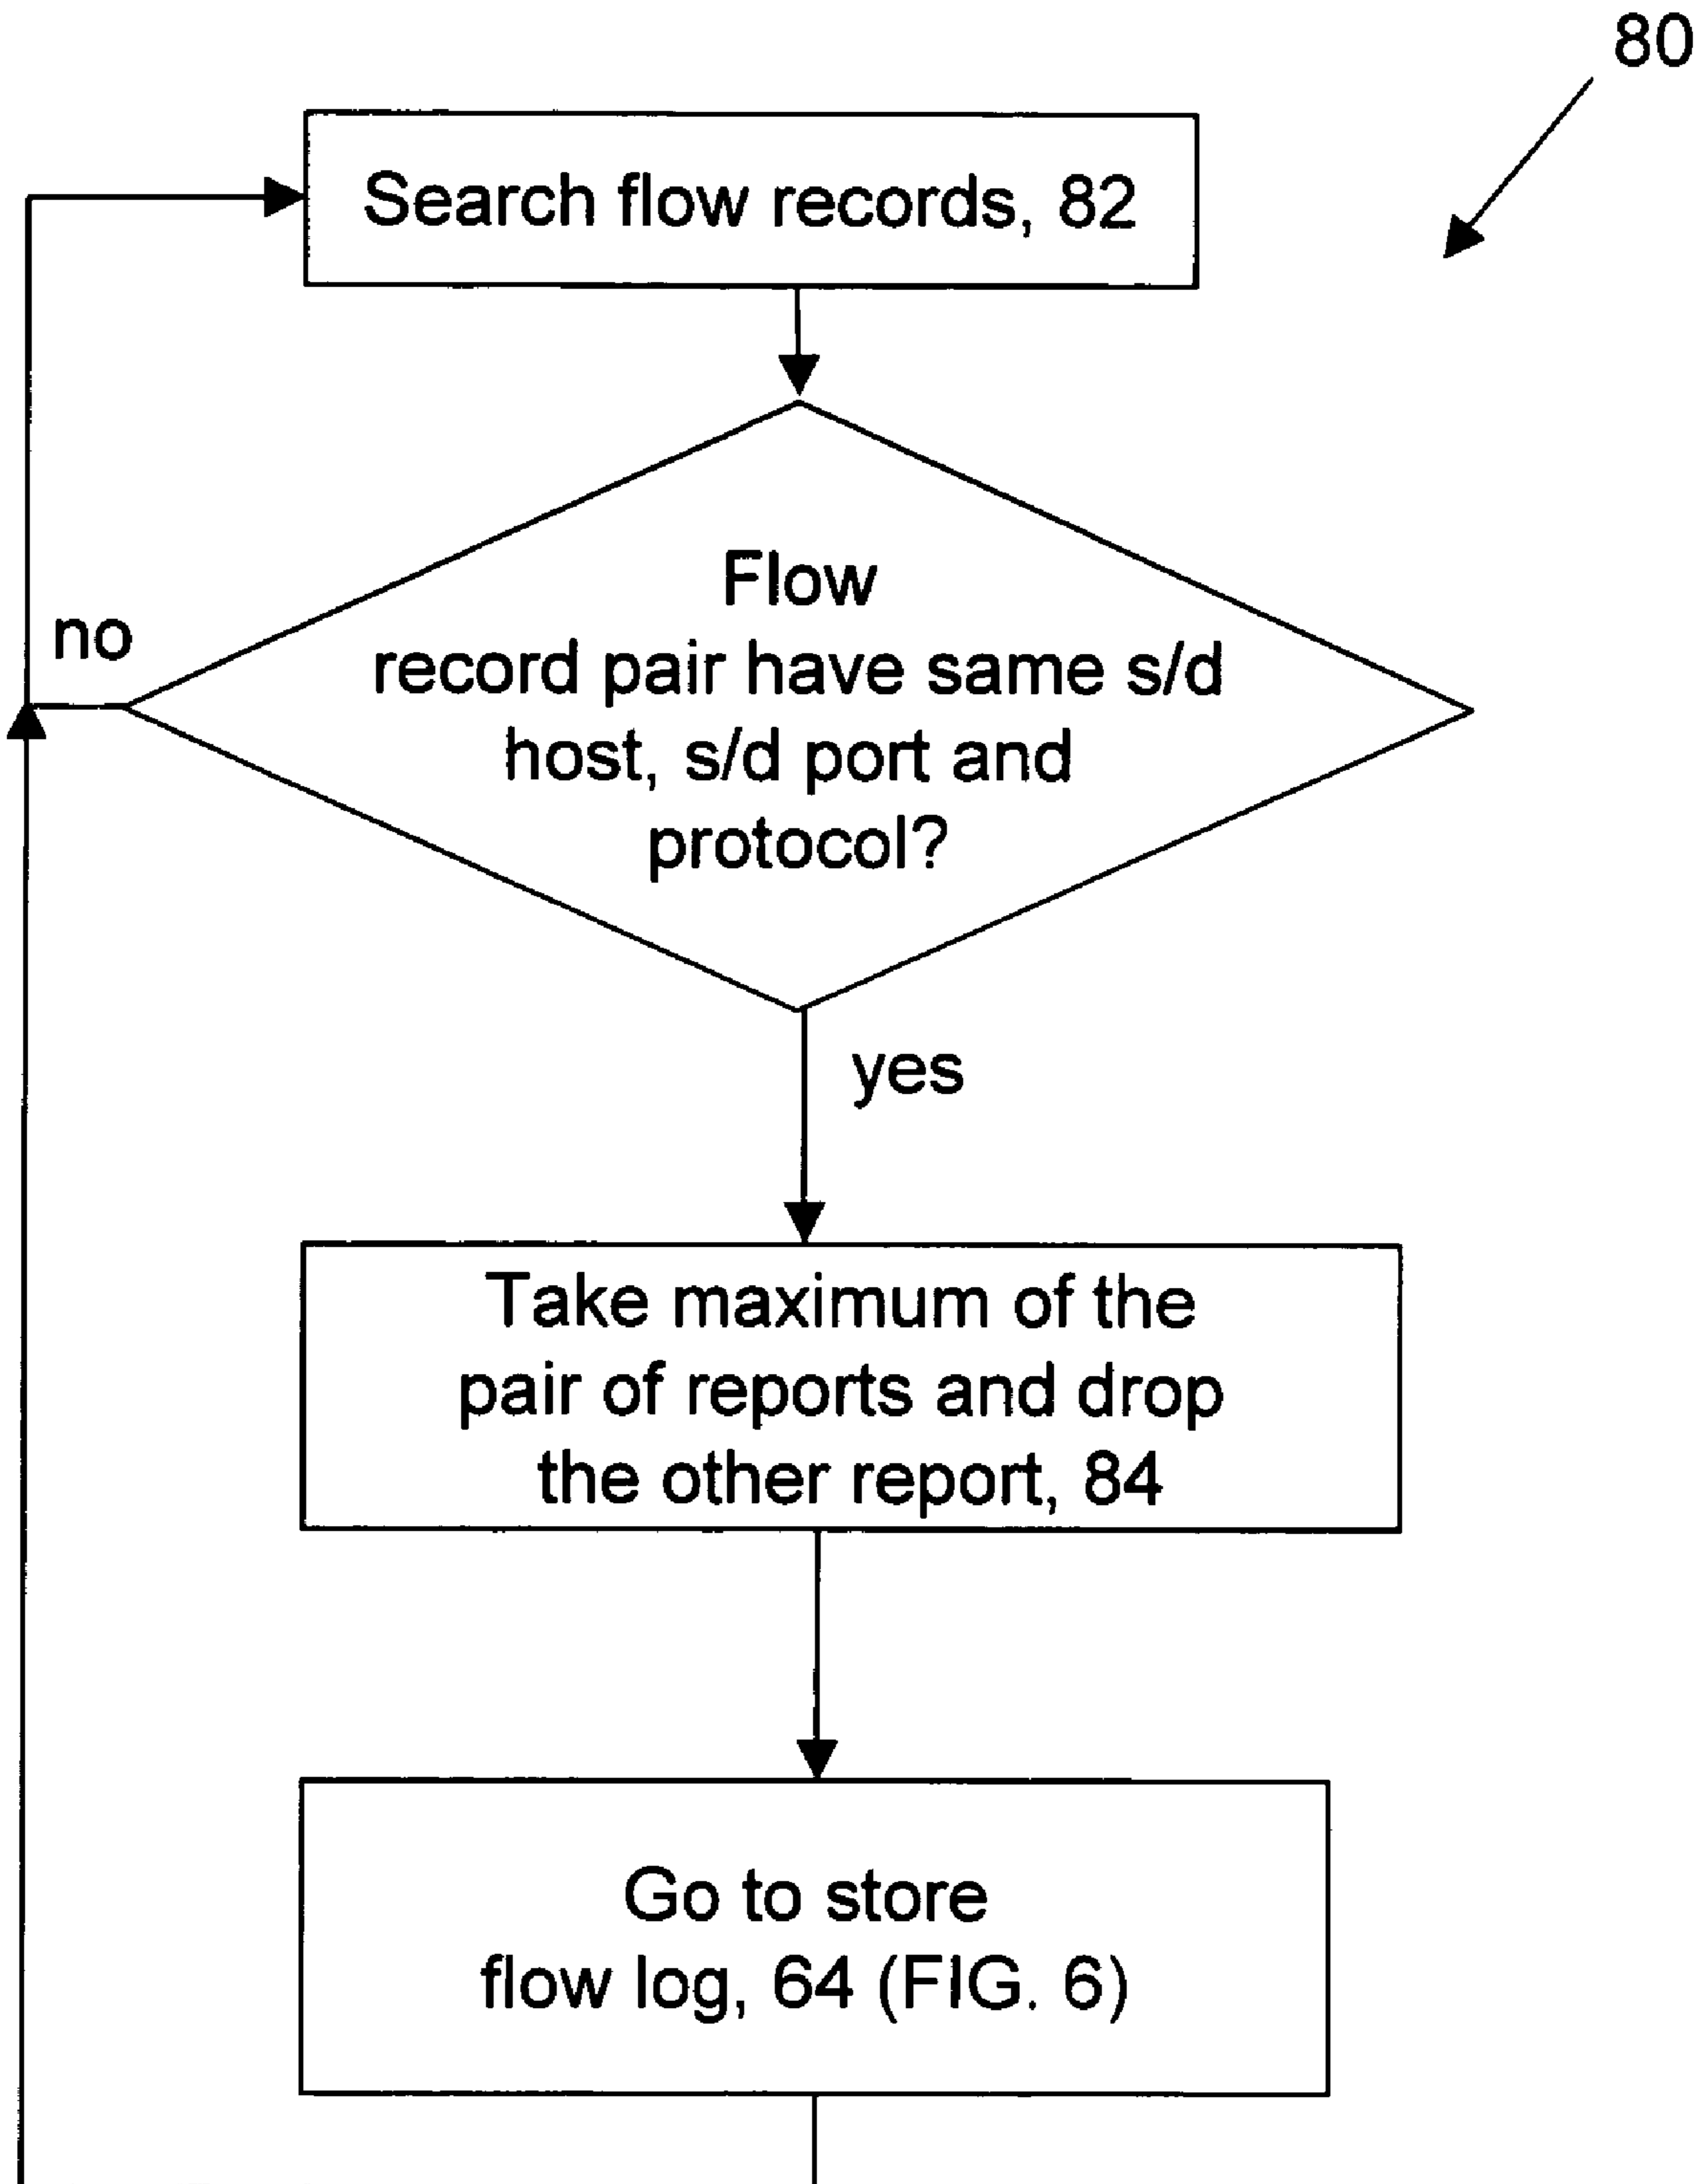 80
Search flow records, 82
Flow
record pair have same s/d
host, s/d port and
protocol?
no
yes
Take maximum of the
pair of reports and drop
the other report, 84
Go to store
flow log, 64 (FIG. 6)